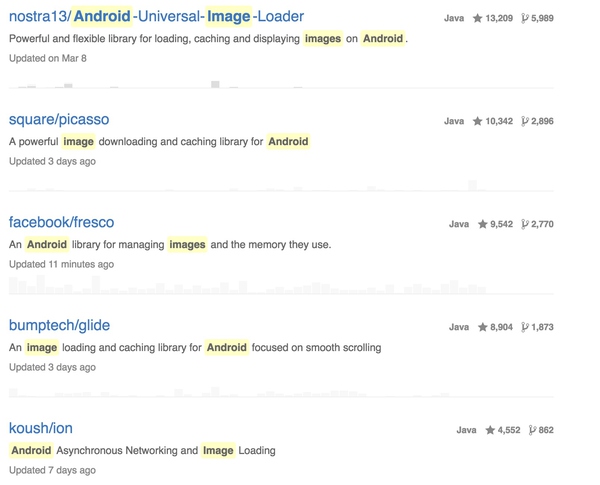 nostra13/Android-Universal-Image-Loader Java 13,209 5,989
Powerful and flexible library for loading, caching and displaying images on Android.
Updated on Mar 8
square/picasso Java 10,342 2,896
A powerful image downloading and caching library for Android
Updated 3 days ago
facebook/fresco Java 9,542 2,770
An Android library for managing images and the memory they use.
Updated 11 minutes ago
bumptech/glide Java 8,904 1,873
An image loading and caching library for Android focused on smooth scrolling
Updated 3 days ago
koush/ion Java 4,552 862
Android Asynchronous Networking and Image Loading
Updated 7 days ago